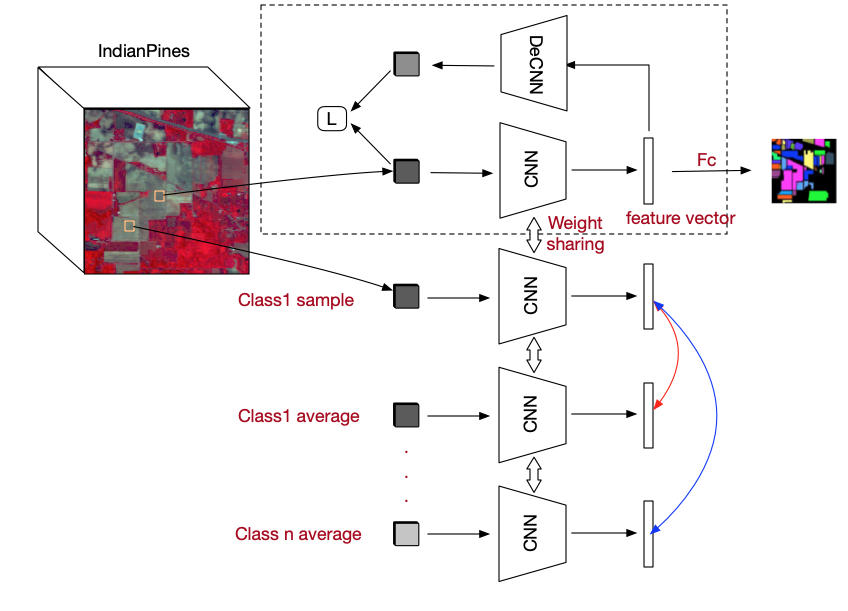 IndianPines
DeCNN
L
CNN
Fc
feature vector
Weight
sharing
CNN
Class1 sample
CNN
Class1 average
.
.
.
CNN
Class n average